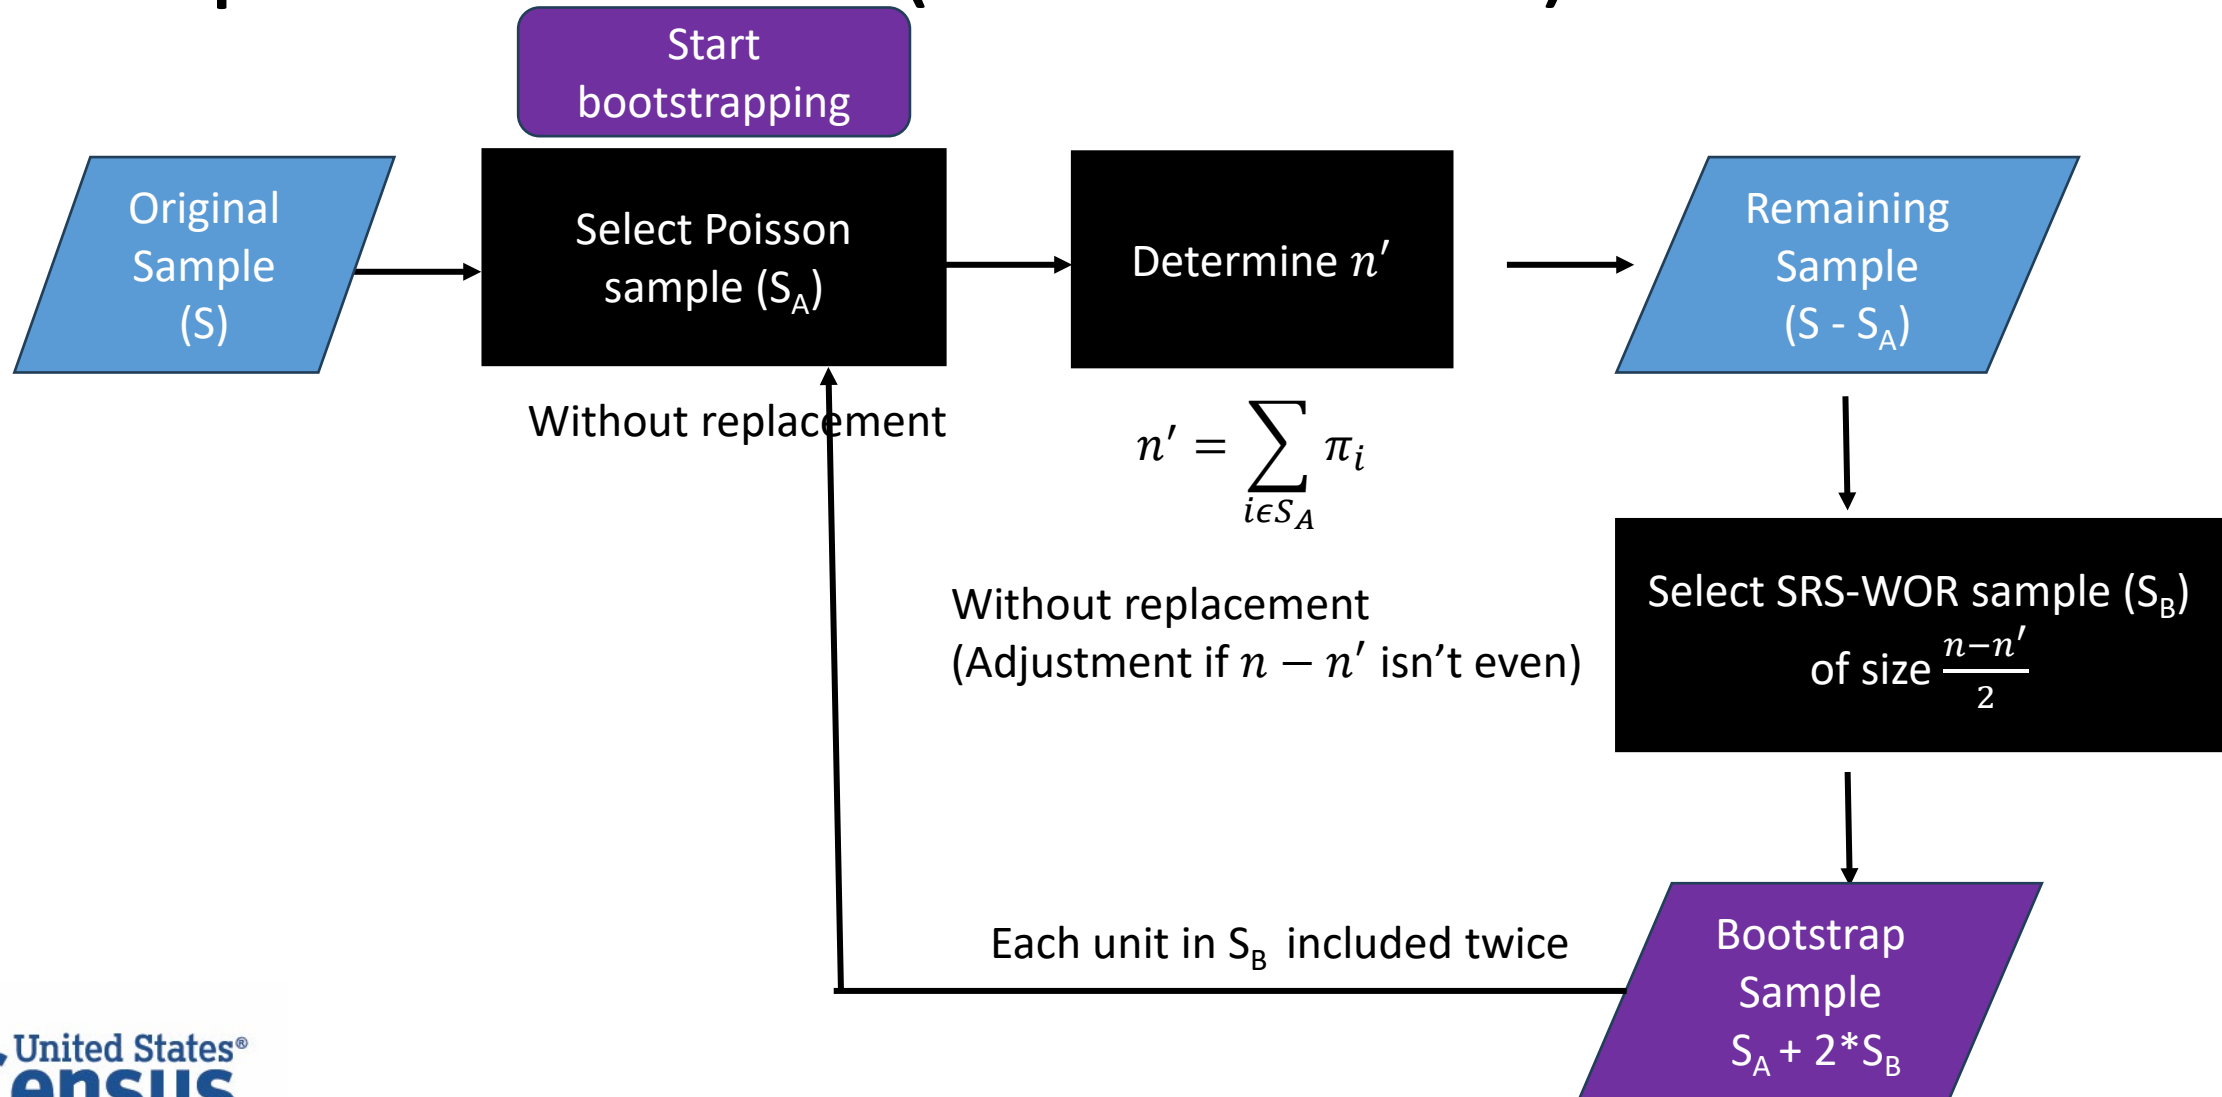 Start
bootstrapping
Original
Sample
(S)
Select Poisson
sample (S_A)
Determine n′
Remaining
Sample
(S - S_A)
Without replacement
n′ = ∑ π_i
iϵS_A
Without replacement
(Adjustment if n − n′ isn’t even)
Select SRS-WOR sample (S_B)
of size (n−n′)/2
Each unit in S_B included twice
Bootstrap
Sample
S_A + 2*S_B
United States®